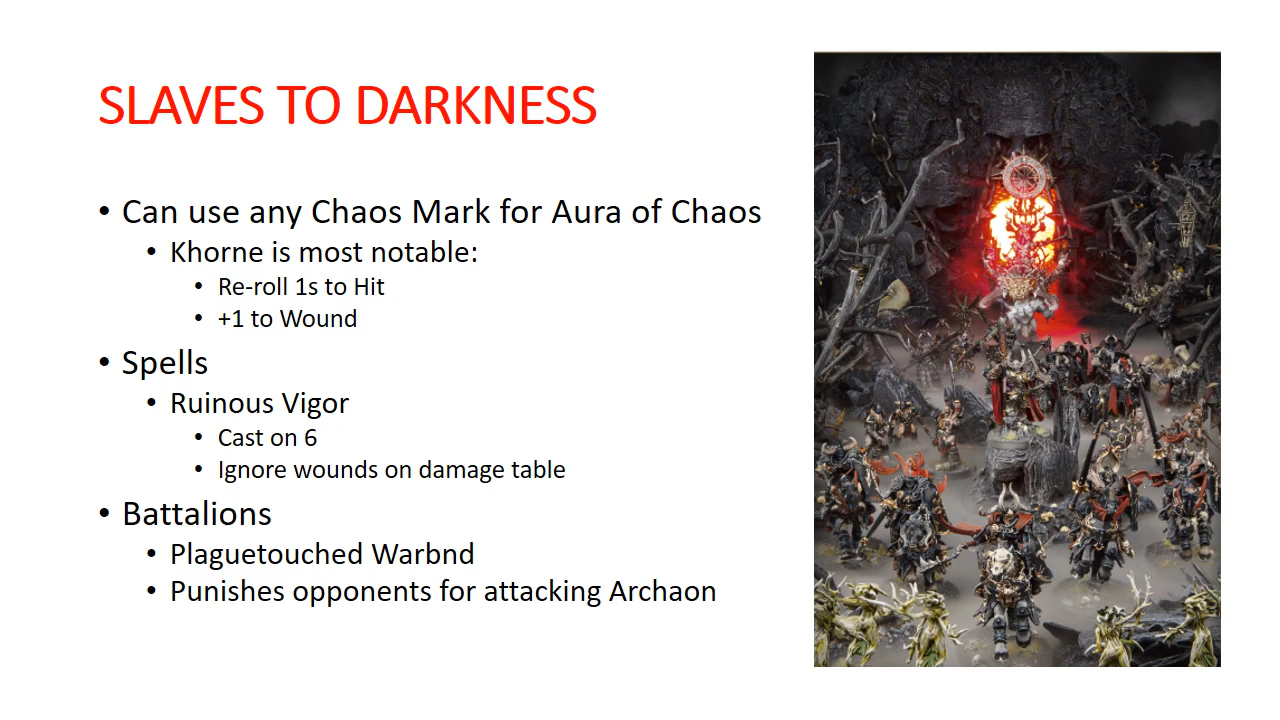 SLAVES TO DARKNESS
• Can use any Chaos Mark for Aura of Chaos
• Khorne is most notable:
• Re-roll 1s to Hit
• +1 to Wound
• Spells
• Ruinous Vigor
• Cast on 6
• Ignore wounds on damage table
• Battalions
• Plaguetouched Warbnd
• Punishes opponents for attacking Archaon